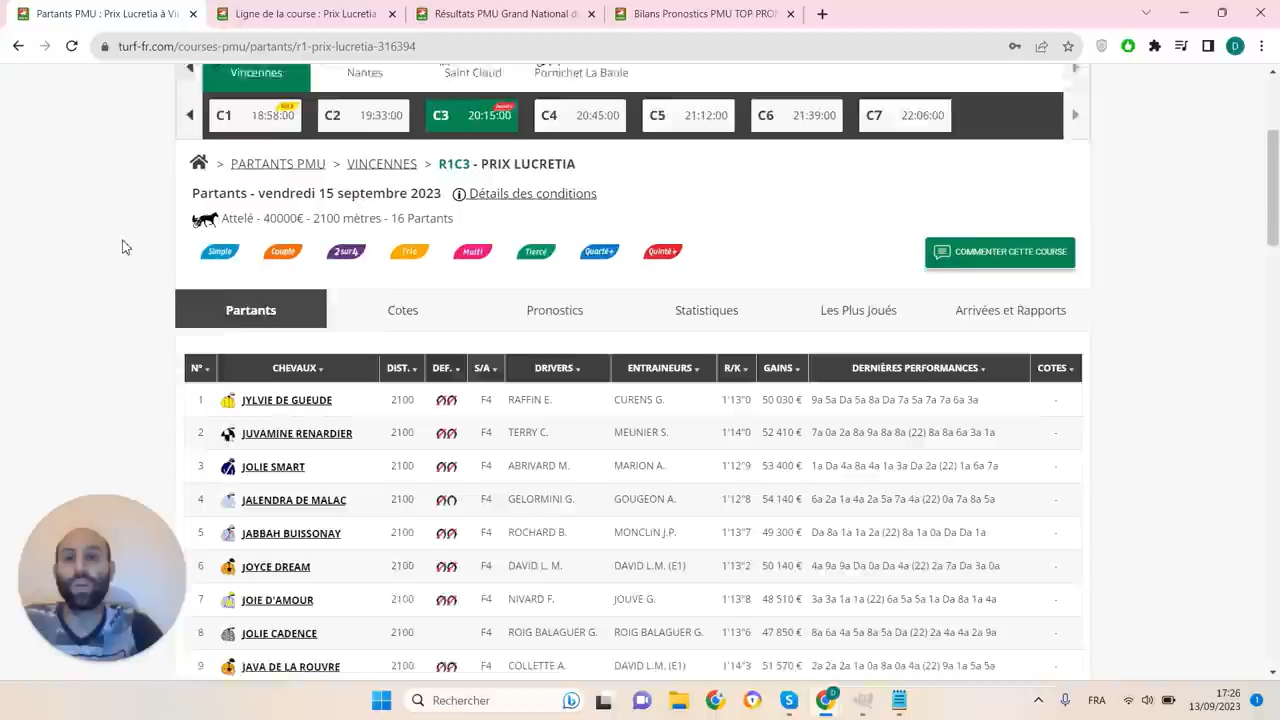 Partants PMU : Prix Lucretia à Vi
Ligne de la course : Prix Lucreti
Résultats PMU Grand National du
Bilans Pronostics PMU TOP PRON
turf-fr.com/courses-pmu/partants/r1-prix-lucretia-316394
Vincennes Nantes Saint Claud Pornichet La Baule
C1 18:58:00 C2 19:33:00 C3 20:15:00 C4 20:45:00 C5 21:12:00 C6 21:39:00 C7 22:06:00
> PARTANTS PMU > VINCENNES > R1C3 - PRIX LUCRETIA
Partants - vendredi 15 septembre 2023 Détails des conditions
Attelé - 40000€ - 2100 mètres - 16 Partants
Simple Couplé 2sur4 Trio Multi Tiercé Quarté+ Quinté+
COMMENTER CETTE COURSE
Partants Cotes Pronostics Statistiques Les Plus Joués Arrivées et Rapports
N° CHEVAUX DIST. DEF. S/A DRIVERS ENTRAINEURS R/K GAINS DERNIÈRES PERFORMANCES COTES
1 JYLVIE DE GUEUDE 2100 F4 RAFFIN E. CURENS G. 1'13"0 50 030 € 9a 5a Da 5a 8a Da 7a 5a 7a 7a 6a 3a -
2 JUVAMINE RENARDIER 2100 F4 TERRY C. MEUNIER S. 1'14"0 52 410 € 7a 0a 2a 8a 9a 8a 8a (22) 8a 8a 6a 3a 1a -
3 JOLIE SMART 2100 F4 ABRIVARD M. MARION A. 1'12"9 53 400 € 1a Da 4a 8a 4a 1a 3a Da 2a (22) 1a 6a 7a -
4 JALENDRA DE MALAC 2100 F4 GELORMINI G. GOUGEON A. 1'12"8 54 140 € 6a 2a 1a 4a 2a 5a 7a 4a (22) 0a 7a 8a 5a -
5 JABBAH BUISSONAY 2100 F4 ROCHARD B. MONCLIN J.P. 1'13"7 49 300 € Da 8a 1a 1a 2a (22) 8a 1a 0a Da Da 1a -
6 JOYCE DREAM 2100 F4 DAVID L. M. DAVID L.M. (E1) 1'13"2 50 140 € 4a 9a 9a Da 0a Da 4a (22) 2a 7a Da 3a 0a -
7 JOIE D'AMOUR 2100 F4 NIVARD F. JOUVE G. 1'13"8 48 510 € 3a 3a 1a 1a (22) 6a 5a 5a 1a Da 8a 1a 4a -
8 JOLIE CADENCE 2100 F4 ROIG BALAGUER G. ROIG BALAGUER G. 1'13"6 47 850 € 8a 6a 4a 5a 8a 5a Da (22) 2a 4a 4a 2a 9a -
9 JAVA DE LA ROUVRE 2100 F4 COLLETTE A. DAVID L.M. (E1) 1'14"3 51 570 € 2a 2a 2a 1a 0a 8a 0a 4a (22) 9a 1a 5a 5a -
Rechercher
FRA
17:26
13/09/2023